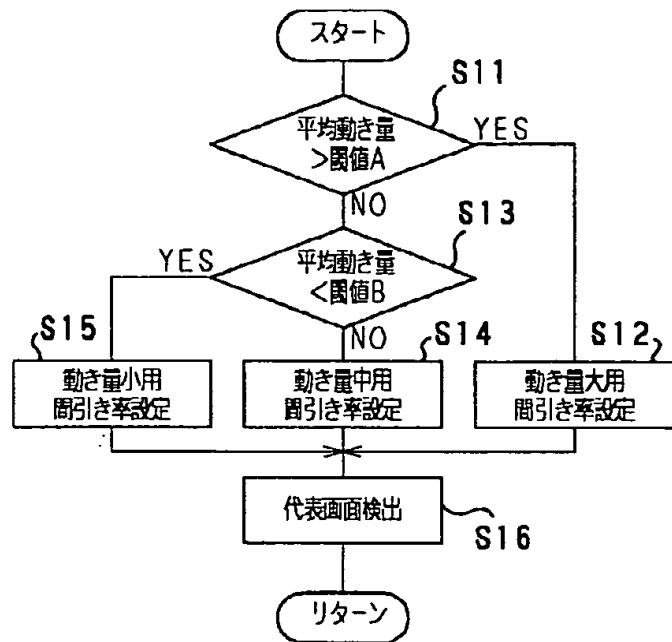 スタート
S11
平均動き量
>閾値A
YES
NO
S13
平均動き量
<閾値B
YES
NO
S15
S14
S12
動き量小用
間引き率設定
動き量中用
間引き率設定
動き量大用
間引き率設定
代表画面検出
S16
リターン